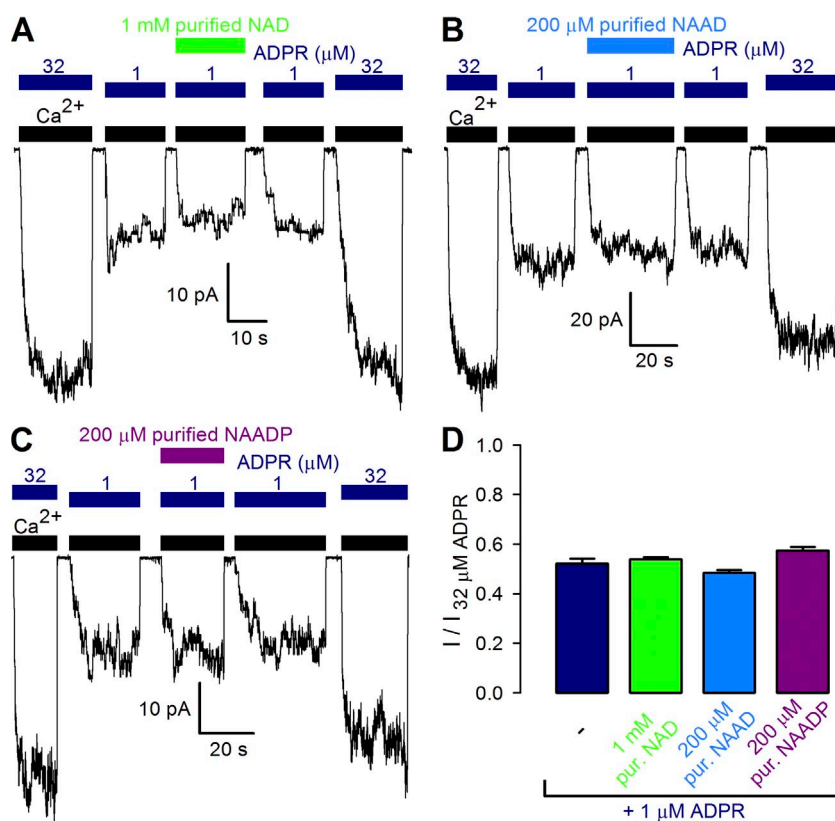 A
1 mM purified NAD
ADPR (μM)
32
1
1
1
32
Ca2+
10 pA
10 s
B
200 μM purified NAAD
ADPR (μM)
1
1
1
32
32
Ca2+
20 pA
20 s
C
200 μM purified NAADP
ADPR (μM)
32
1
1
1
32
Ca2+
10 pA
20 s
D
I / I 32 μM ADPR
1.0
0.8
0.6
0.4
0.2
0.0
-
1 mM
pur. NAD
200 μM
pur. NAAD
200 μM
pur. NAADP
+ 1 μM ADPR